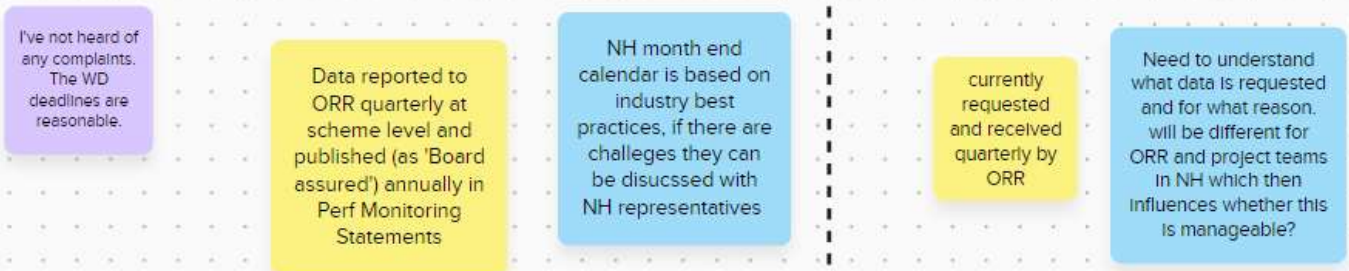 I've not heard of
any complaints.
The WD
deadlines are
reasonable.
Data reported to
ORR quarterly at
scheme level and
published (as 'Board
assured') annually in
Perf Monitoring
Statements
NH month end
calendar is based on
industry best
practices, if there are
challeges they can
be disucssed with
NH representatives
currently
requested
and received
quarterly by
ORR
Need to understand
what data is requested
and for what reason.
will be different for
ORR and project teams
in NH which then
influences whether this
is manageable?